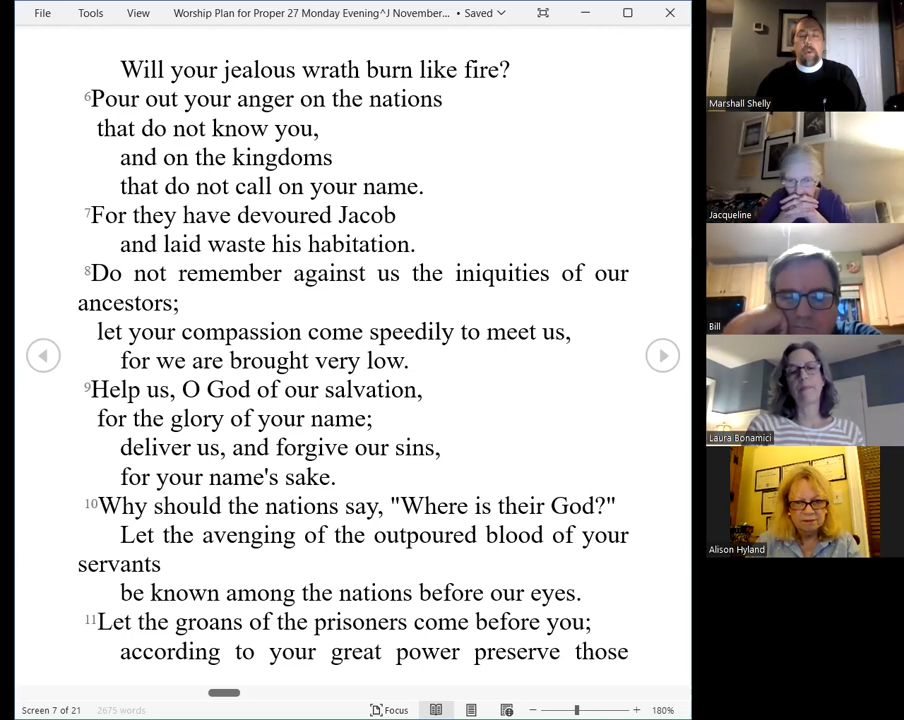 File Tools View Worship Plan for Proper 27 Monday Evening^J November... • Saved
Will your jealous wrath burn like fire?
6Pour out your anger on the nations
that do not know you,
and on the kingdoms
that do not call on your name.
7For they have devoured Jacob
and laid waste his habitation.
8Do not remember against us the iniquities of our
ancestors;
let your compassion come speedily to meet us,
for we are brought very low.
9Help us, O God of our salvation,
for the glory of your name;
deliver us, and forgive our sins,
for your name's sake.
10Why should the nations say, "Where is their God?"
Let the avenging of the outpoured blood of your
servants
be known among the nations before our eyes.
11Let the groans of the prisoners come before you;
according to your great power preserve those
Screen 7 of 21 2675 words Focus 180%
Marshall Shelly
Jacqueline
Bill
Laura Bonamici
Alison Hyland